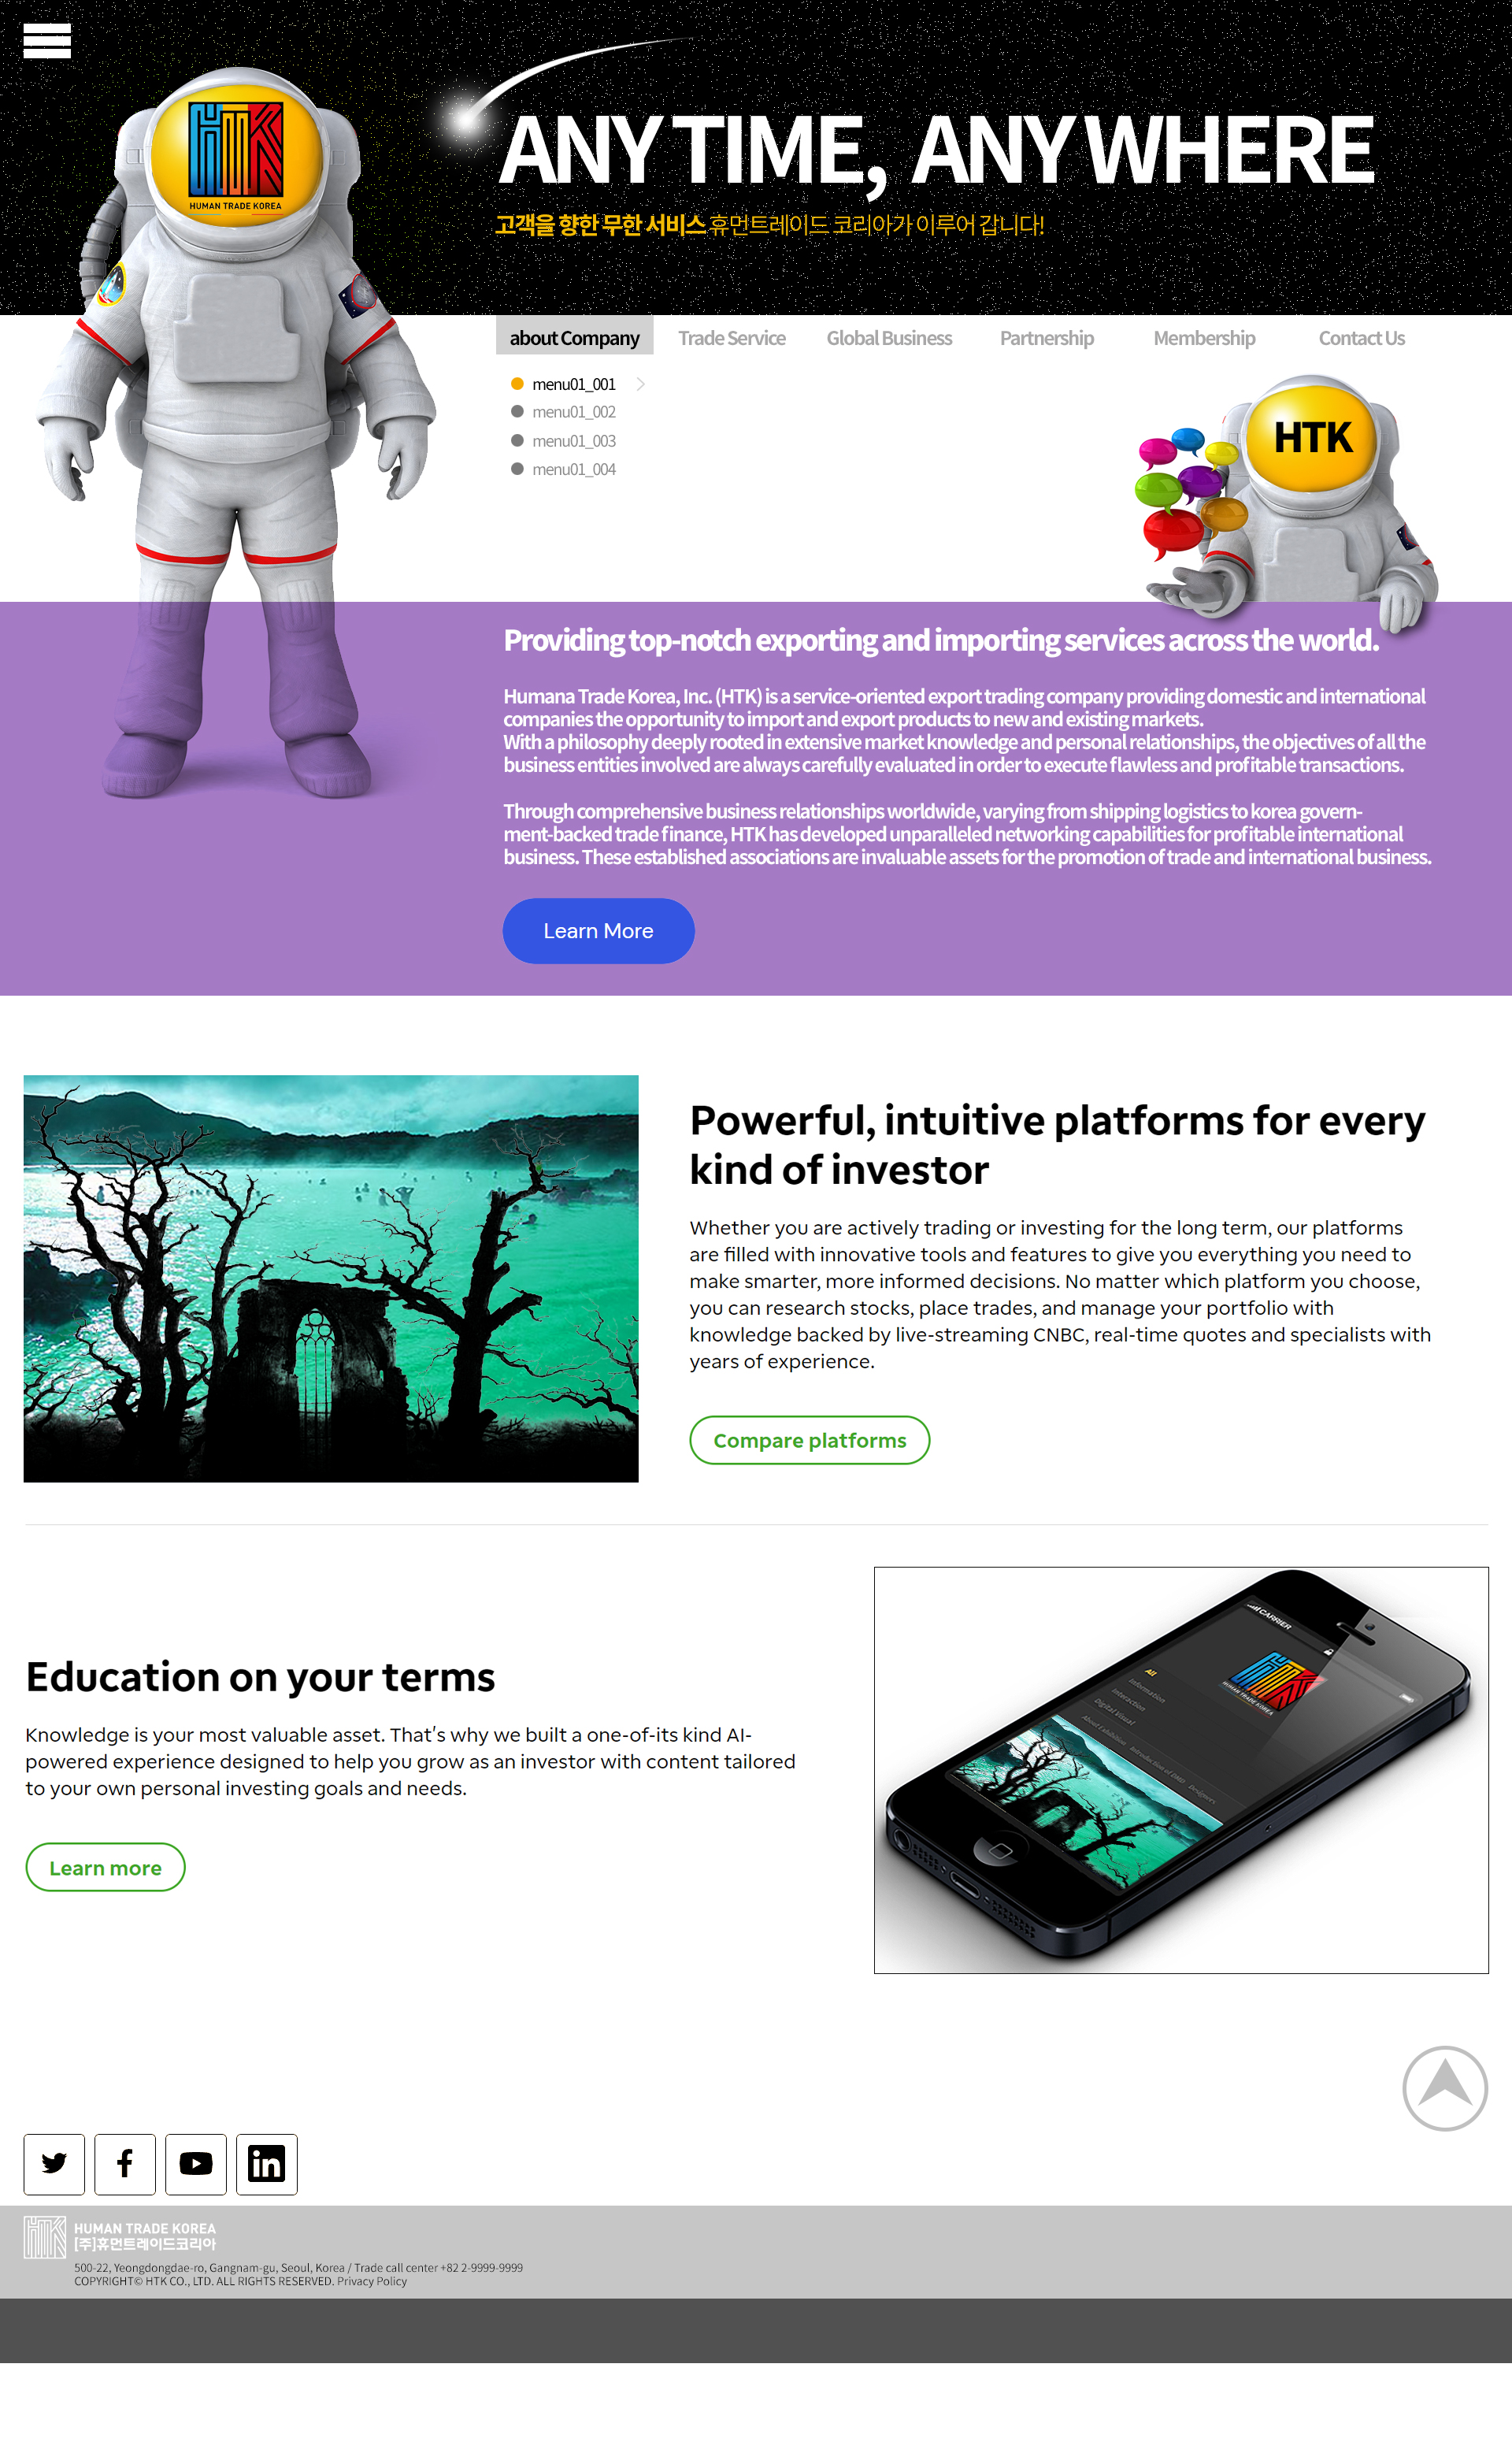 HTK
HUMAN TRADE KOREA
ANY TIME, ANY WHERE
고객을 향한 무한 서비스 휴먼트레이드 코리아가 이루어 갑니다!
about Company
Trade Service
Global Business
Partnership
Membership
Contact Us
menu01_001
menu01_002
menu01_003
menu01_004
HTK
Providing top-notch exporting and importing services across the world.
Humana Trade Korea, Inc. (HTK) is a service-oriented export trading company providing domestic and international
companies the opportunity to import and export products to new and existing markets.
With a philosophy deeply rooted in extensive market knowledge and personal relationships, the objectives of all the
business entities involved are always carefully evaluated in order to execute flawless and profitable transactions.
Through comprehensive business relationships worldwide, varying from shipping logistics to korea govern-
ment-backed trade finance, HTK has developed unparalleled networking capabilities for profitable international
business. These established associations are invaluable assets for the promotion of trade and international business.
Learn More
Powerful, intuitive platforms for every
kind of investor
Whether you are actively trading or investing for the long term, our platforms
are filled with innovative tools and features to give you everything you need to
make smarter, more informed decisions. No matter which platform you choose,
you can research stocks, place trades, and manage your portfolio with
knowledge backed by live-streaming CNBC, real-time quotes and specialists with
years of experience.
Compare platforms
Education on your terms
Knowledge is your most valuable asset. That's why we built a one-of-its kind AI-
powered experience designed to help you grow as an investor with content tailored
to your own personal investing goals and needs.
Learn more
CARRIER
HTK
HUMAN TRADE KOREA
All
Information
Interaction
Digital Visual
About Exhibition
Designers
in
HTK
HUMAN TRADE KOREA
[주]휴먼트레이드코리아
500-22, Yeongdongdae-ro, Gangnam-gu, Seoul, Korea / Trade call center +82 2-9999-9999
COPYRIGHT© HTK CO., LTD. ALL RIGHTS RESERVED. Privacy Policy